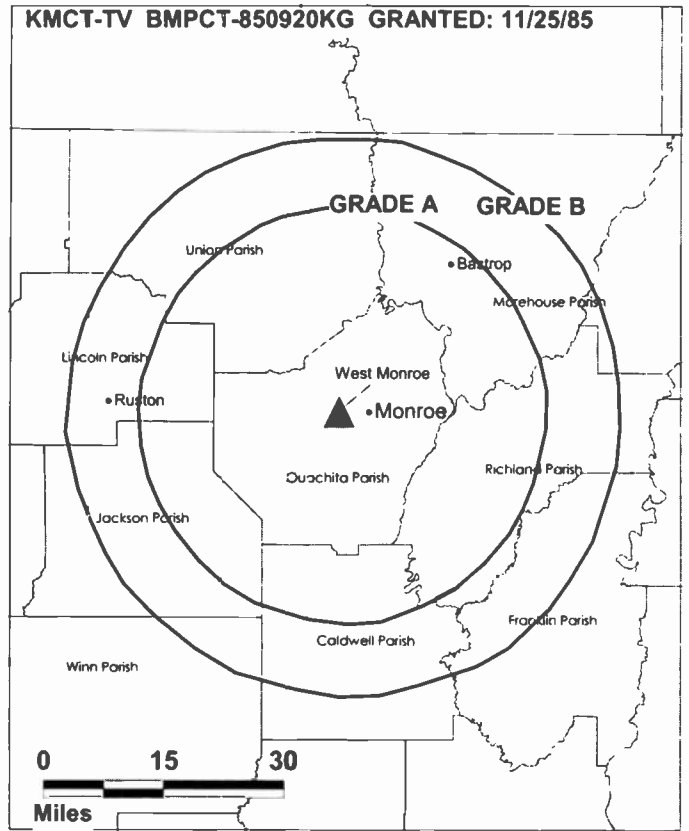 KMCT-TV BMPCT-850920KG GRANTED: 11/25/85
GRADE A GRADE B
Union Parish
Bastrop
Morehouse Parish
Lincoln Parish
West Monroe
Ruston
Monroe
Ouachita Parish
Richland Parish
Jackson Parish
Franklin Parish
Caldwell Parish
Winn Parish
0 15 30
Miles